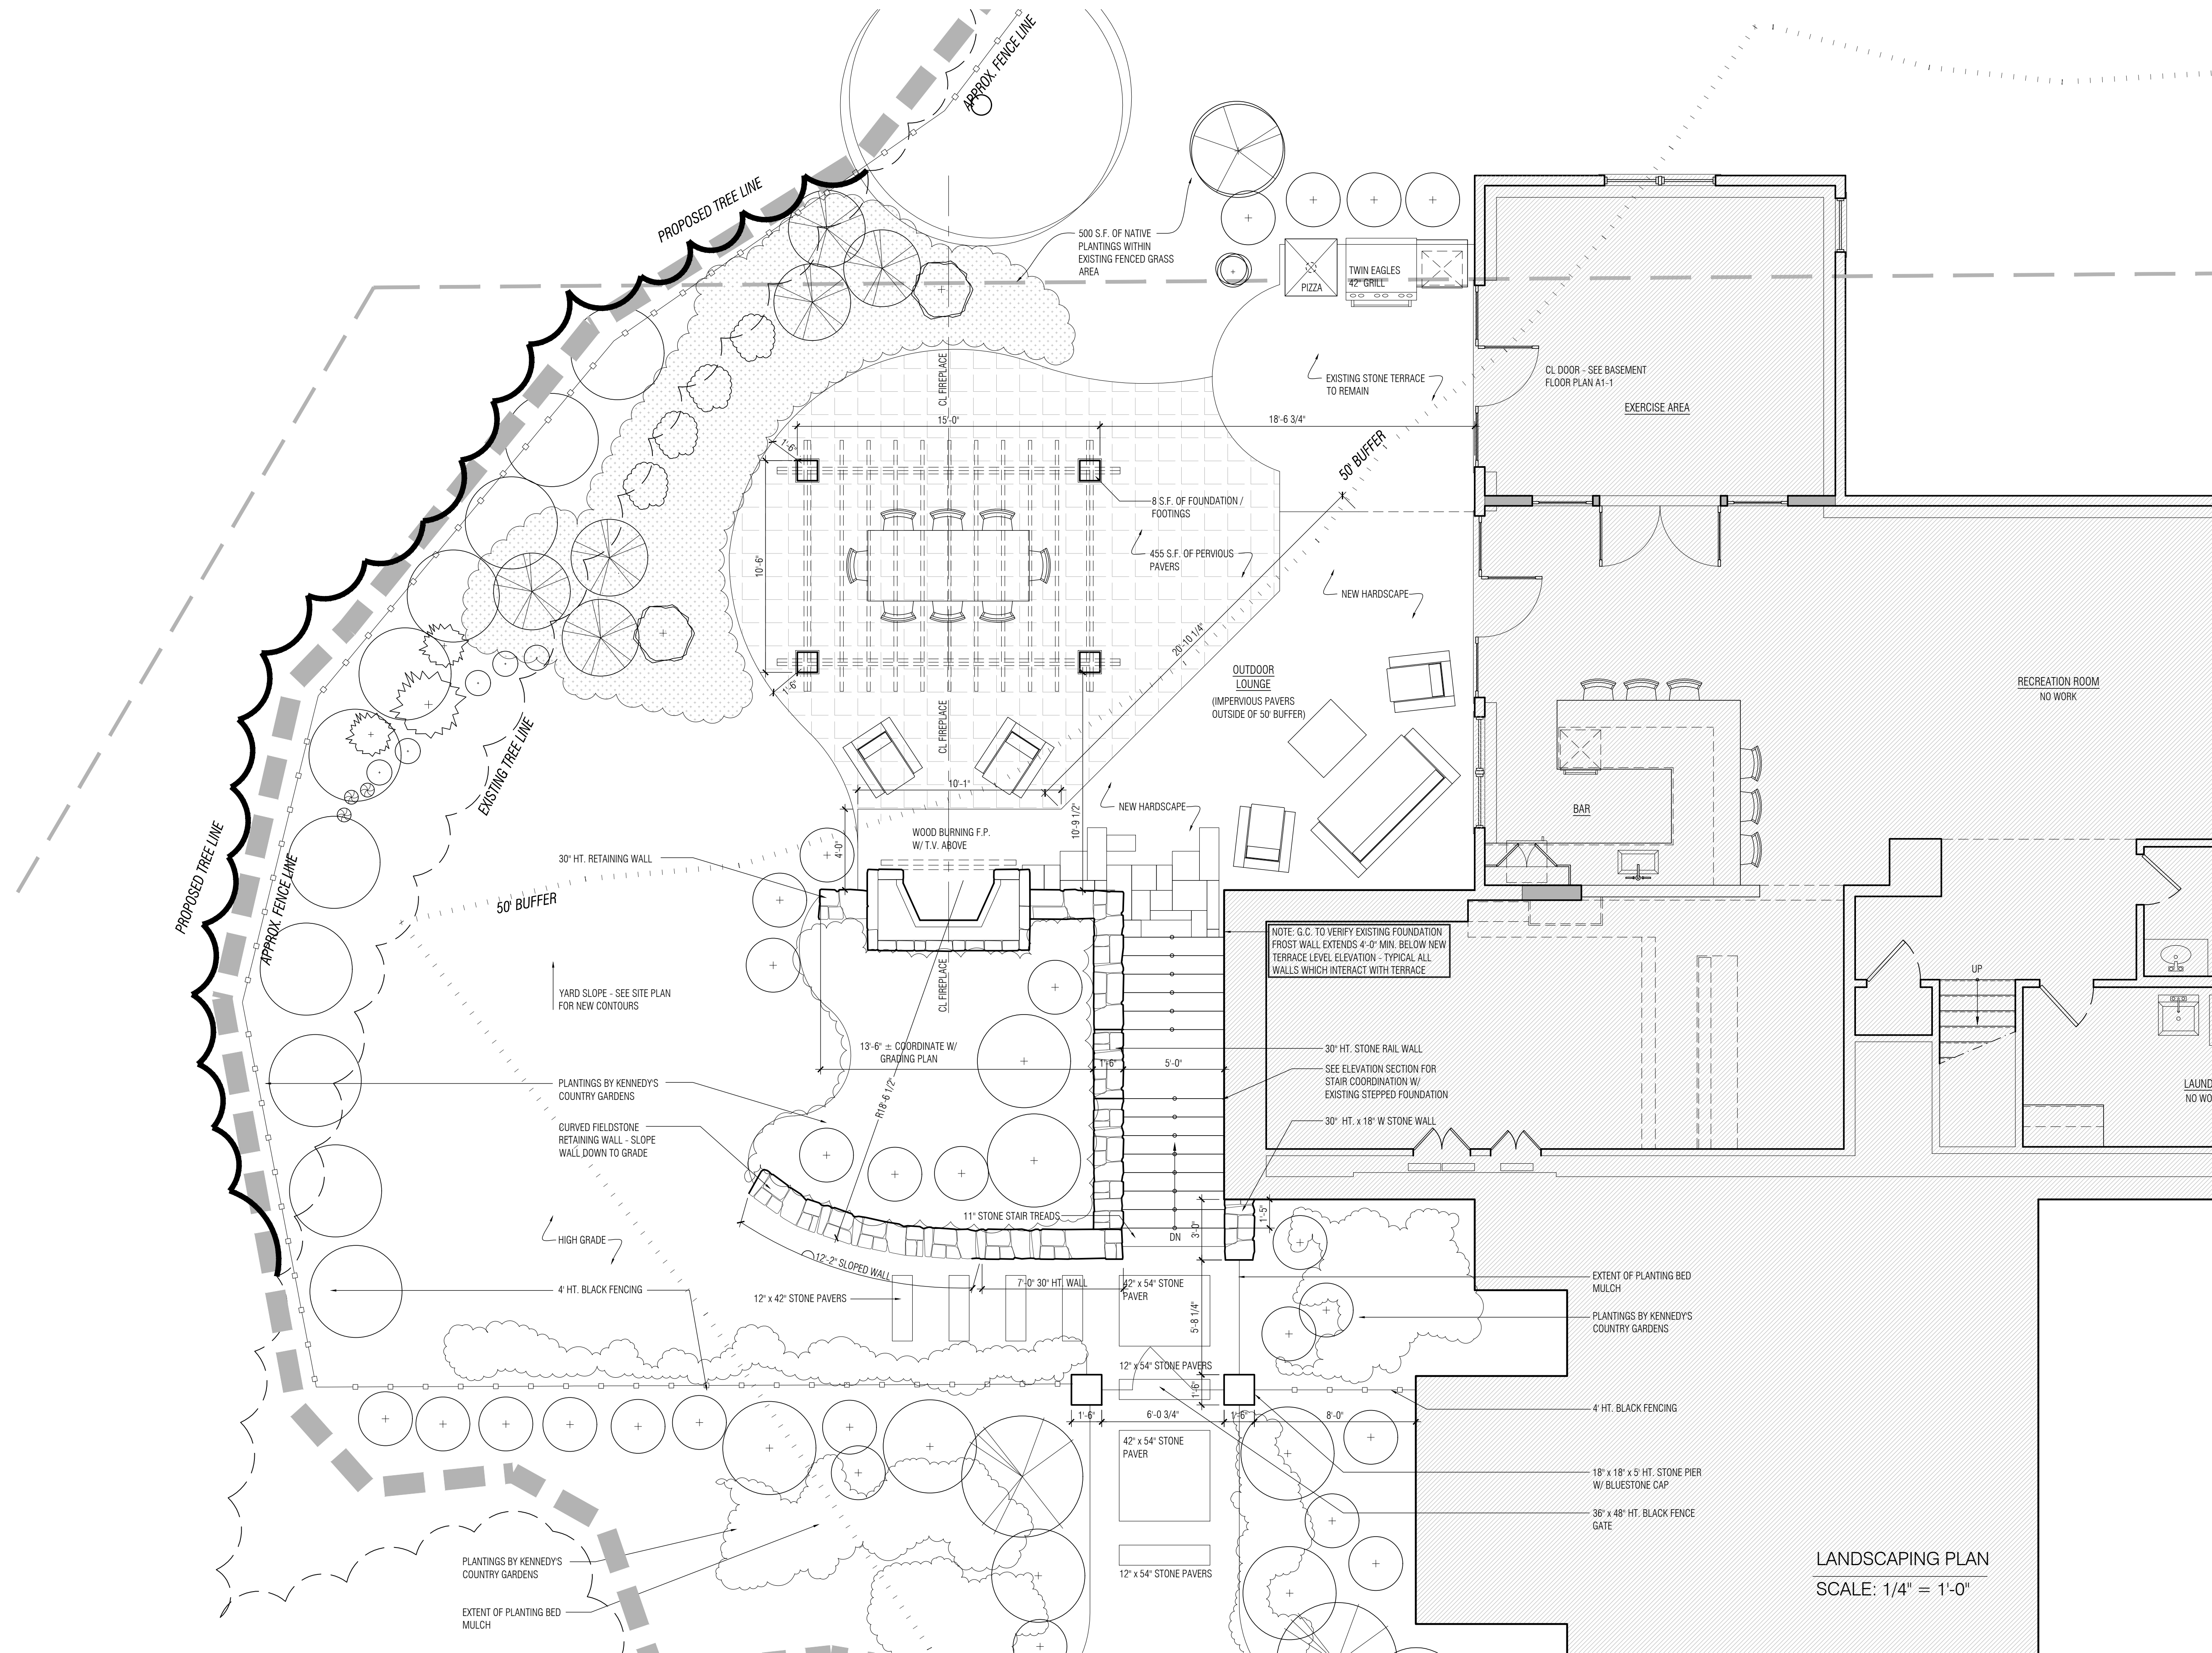 APPROX. FENCE LINE
PROPOSED TREE LINE
500 S.F. OF NATIVE
PLANTINGS WITHIN
EXISTING FENCED GRASS
AREA
PIZZA
TWIN EAGLES
42" GRILL
CL FIREPLACE
EXISTING STONE TERRACE
TO REMAIN
CL DOOR - SEE BASEMENT
FLOOR PLAN A1-1
EXERCISE AREA
15'-0"
18'-6 3/4"
1'-6"
50' BUFFER
8 S.F. OF FOUNDATION /
FOOTINGS
455 S.F. OF PERVIOUS
PAVERS
10'-6"
NEW HARDSCAPE
20'-10 1/4"
1'-6"
OUTDOOR
LOUNGE
(IMPERVIOUS PAVERS
OUTSIDE OF 50' BUFFER)
RECREATION ROOM
NO WORK
EXISTING TREE LINE
CL FIREPLACE
10'-1"
NEW HARDSCAPE
10'-9 1/2"
BAR
PROPOSED TREE LINE
APPROX. FENCE LINE
30" HT. RETAINING WALL
4'-0"
WOOD BURNING F.P.
W/ T.V. ABOVE
50' BUFFER
NOTE: G.C. TO VERIFY EXISTING FOUNDATION
FROST WALL EXTENDS 4'-0" MIN. BELOW NEW
TERRACE LEVEL ELEVATION - TYPICAL ALL
WALLS WHICH INTERACT WITH TERRACE
UP
YARD SLOPE - SEE SITE PLAN
FOR NEW CONTOURS
CL FIREPLACE
13'-6" ± COORDINATE W/
GRADING PLAN
1'-6"
5'-0"
30" HT. STONE RAIL WALL
SEE ELEVATION SECTION FOR
STAIR COORDINATION W/
EXISTING STEPPED FOUNDATION
PLANTINGS BY KENNEDY'S
COUNTRY GARDENS
R18'-6 1/2"
LAUND
NO WO
30" HT. x 18" W STONE WALL
CURVED FIELDSTONE
RETAINING WALL - SLOPE
WALL DOWN TO GRADE
11" STONE STAIR TREADS
DN
3'-0"
1'-5"
HIGH GRADE
12'-2" SLOPED WALL
7'-0" 30" HT. WALL
42" x 54" STONE
PAVER
EXTENT OF PLANTING BED
MULCH
4' HT. BLACK FENCING
12" x 42" STONE PAVERS
5'-8 1/4"
PLANTINGS BY KENNEDY'S
COUNTRY GARDENS
12" x 54" STONE PAVERS
1'-6"
4' HT. BLACK FENCING
1'-6"
6'-0 3/4"
1'-6"
8'-0"
42" x 54" STONE
PAVER
18" x 18" x 5' HT. STONE PIER
W/ BLUESTONE CAP
36" x 48" HT. BLACK FENCE
GATE
PLANTINGS BY KENNEDY'S
COUNTRY GARDENS
12" x 54" STONE PAVERS
EXTENT OF PLANTING BED
MULCH
LANDSCAPING PLAN
SCALE: 1/4" = 1'-0"